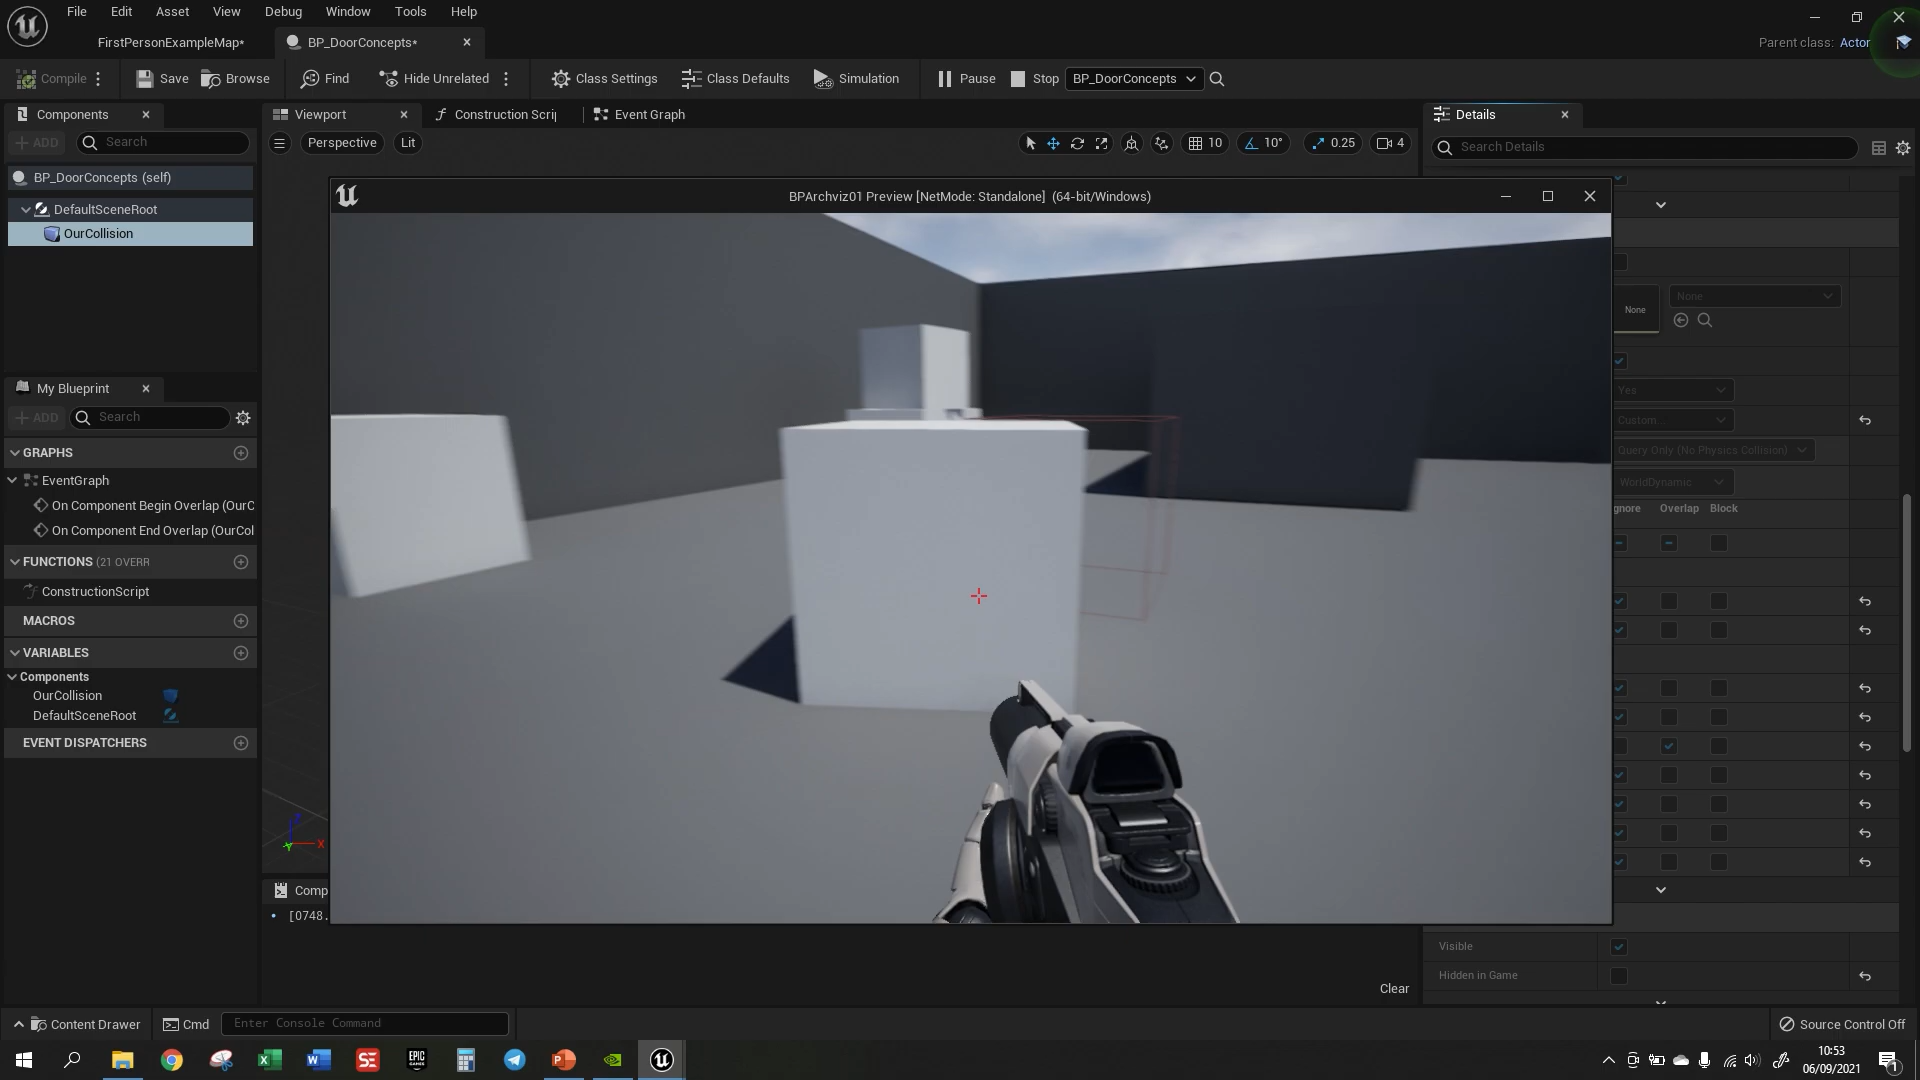 File Edit Asset View Debug Window Tools Help
FirstPersonExampleMap* BP_DoorConcepts* Parent class: Actor
Compile Save Browse Find Hide Unrelated Class Settings Class Defaults Simulation Pause Stop BP_DoorConcepts
Components Viewport Construction Scrip Event Graph Details
ADD Search Perspective Lit 10 10° 0.25 4 Search Details
BP_DoorConcepts (self)
BPArchviz01 Preview [NetMode: Standalone] (64-bit/Windows)
DefaultSceneRoot
OurCollision
None None
My Blueprint
Yes
ADD Search
Custom...
GRAPHS
Query Only (No Physics Collision)
EventGraph
WorldDynamic
On Component Begin Overlap (OurC
gnore Overlap Block
On Component End Overlap (OurCol
FUNCTIONS (21 OVERR
ConstructionScript
MACROS
VARIABLES
Components
OurCollision
DefaultSceneRoot
EVENT DISPATCHERS
Z
X
Y
Comp
[0748.
Visible
Hidden in Game
Clear
Content Drawer Cmd Enter Console Command Source Control Off
SE EPIC GAMES 10:53
06/09/2021
1